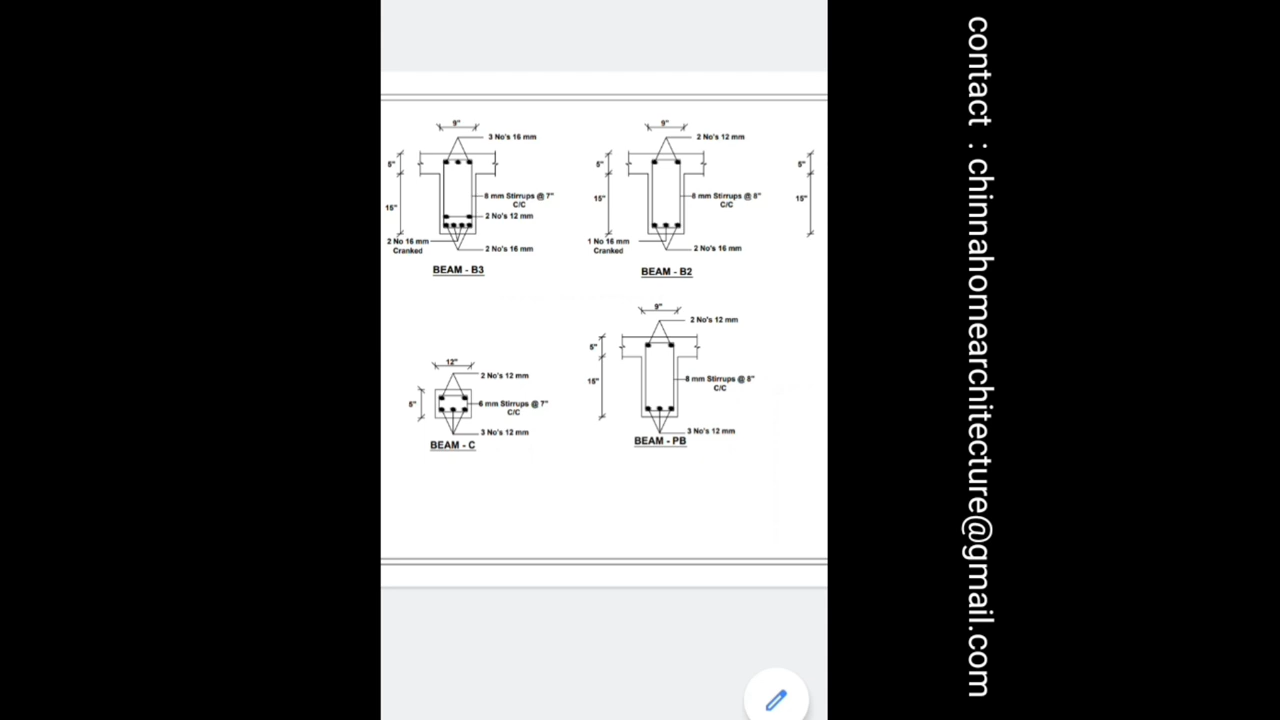 9"
3 No's 16 mm
5"
8 mm Stirrups @ 7"
C/C
15"
2 No's 12 mm
2 No 16 mm
Cranked
2 No's 16 mm
BEAM - B3
9"
2 No's 12 mm
5"
8 mm Stirrups @ 8"
C/C
15"
1 No 16 mm
Cranked
2 No's 16 mm
BEAM - B2
5"
15"
12"
2 No's 12 mm
5"
6 mm Stirrups @ 7"
C/C
3 No's 12 mm
BEAM - C
9"
2 No's 12 mm
5"
15"
8 mm Stirrups @ 8"
C/C
3 No's 12 mm
BEAM - PB
contact : chinnahomearchitecture@gmail.com